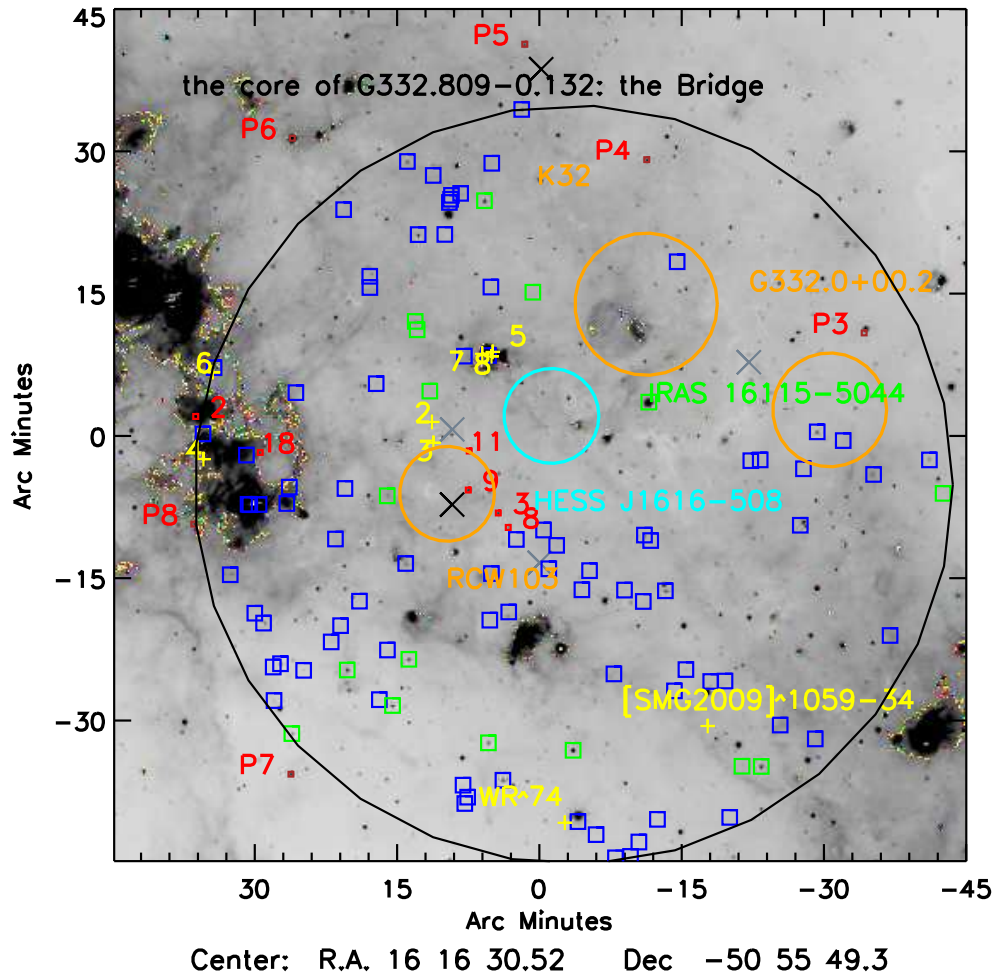 45
P5
the core of G332.809-0.132: the Bridge
P6
30
P4
K32
G332.0+00.2
15
P3
5
7 8
6
IRAS 16115-5044
2
2
0
3
4
18
11
9
3
HESS J1616-508
P8
8
-15
RCW103
[SMG2009]^1059-34
-30
P7
WR^74
30 15 0 -15 -30 -45
Arc Minutes
Arc Minutes
Center: R.A. 16 16 30.52 Dec -50 55 49.3